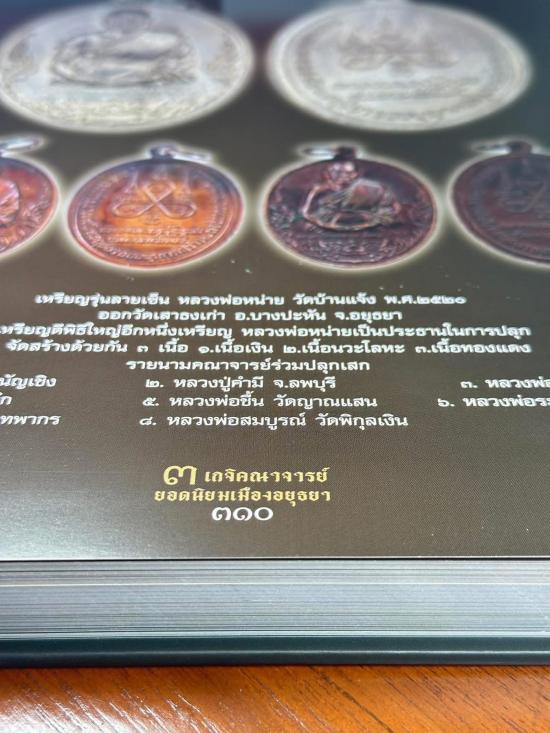 เหรียญรุ่นลายเซ็น หลวงพ่อหน่าย วัดบ้านแจ้ง พ.ศ.๒๕๒๐
ออกวัดเสาธงเก่า อ.บางปะหัน จ.อยุธยา
เหรียญดีพิธีใหญ่อีกหนึ่งเหรียญ หลวงพ่อหน่ายเป็นประธานในการปลุก
จัดสร้างด้วยกัน ๓ เนื้อ ๑.เนื้อเงิน ๒.เนื้อนวะโลหะ ๓.เนื้อทองแดง
รายนามคณาจารย์ร่วมปลุกเสก
นัญเชิง ๒. หลวงปู่คำมี จ.ลพบุรี ๓. หลวงพ่อ
๕. หลวงพ่อชื้น วัดญาณแสน ๖. หลวงพ่อ
ทพากร ๘. หลวงพ่อสมบูรณ์ วัดพิกุลเงิน
๓ เกจิคณาจารย์
ยอดนิยมเมืองอยุธยา
๓๑๐